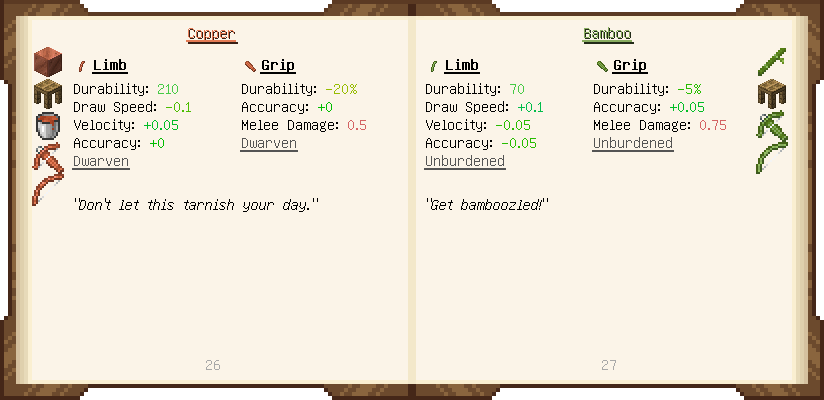 Copper
Limb
Durability: 210
Draw Speed: -0.1
Velocity: +0.05
Accuracy: +0
Dwarven
Grip
Durability: -20%
Accuracy: +0
Melee Damage: 0.5
Dwarven
"Don't let this tarnish your day."
26
Bamboo
Limb
Durability: 70
Draw Speed: +0.1
Velocity: -0.05
Accuracy: -0.05
Unburdened
Grip
Durability: -5%
Accuracy: +0.05
Melee Damage: 0.75
Unburdened
"Get bamboozled!"
27